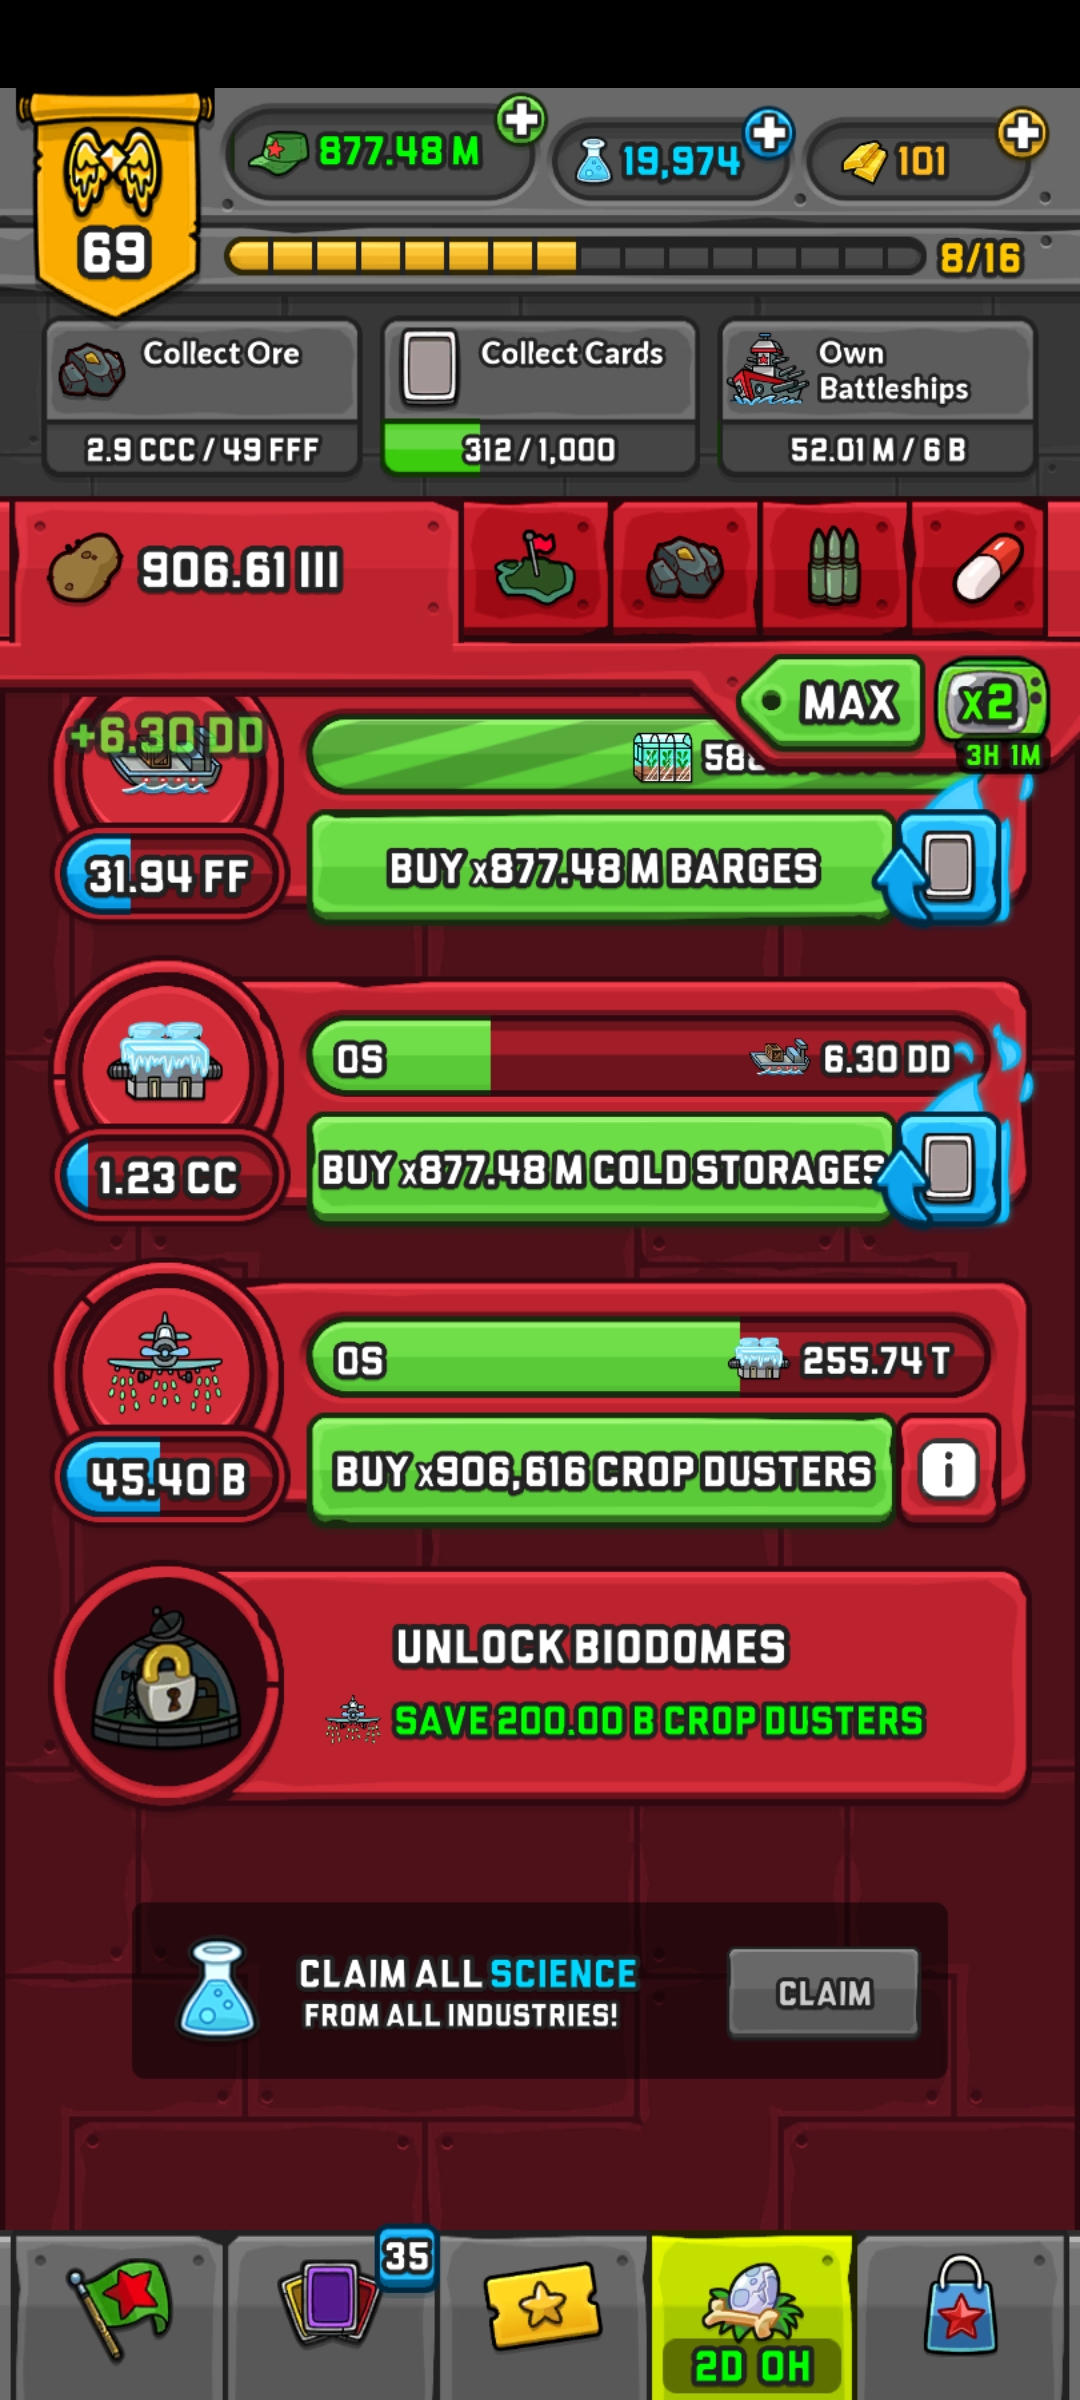 877.48 M
19,974
101
69
8/16
Collect Ore
2.9 CCC / 49 FFF
Collect Cards
312 / 1,000
Own
Battleships
52.01 M / 6 B
906.61 III
MAX
x2
3H 1M
+6.30 DD
31.94 FF
BUY x877.48 M BARGES
0S
6.30 DD
1.23 CC
BUY x877.48 M COLD STORAGES
0S
255.74 T
45.40 B
BUY x906,616 CROP DUSTERS
i
UNLOCK BIODOMES
SAVE 200.00 B CROP DUSTERS
CLAIM ALL SCIENCE
FROM ALL INDUSTRIES!
CLAIM
35
2D 0H